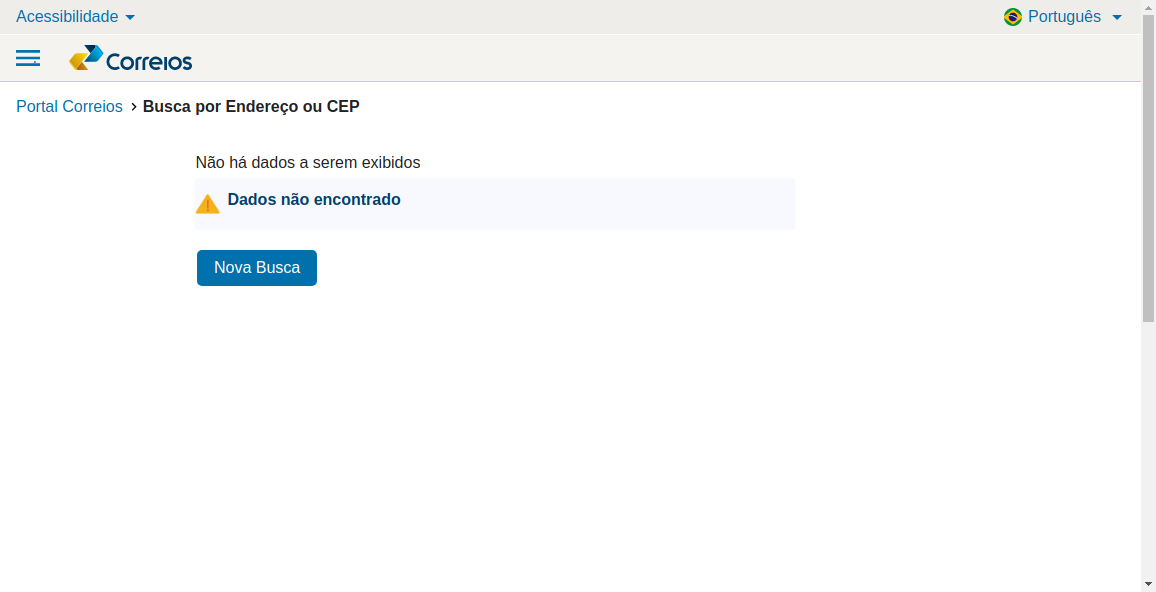 Acessibilidade
Português
Correios
Portal Correios > Busca por Endereço ou CEP
Não há dados a serem exibidos
Dados não encontrado
Nova Busca